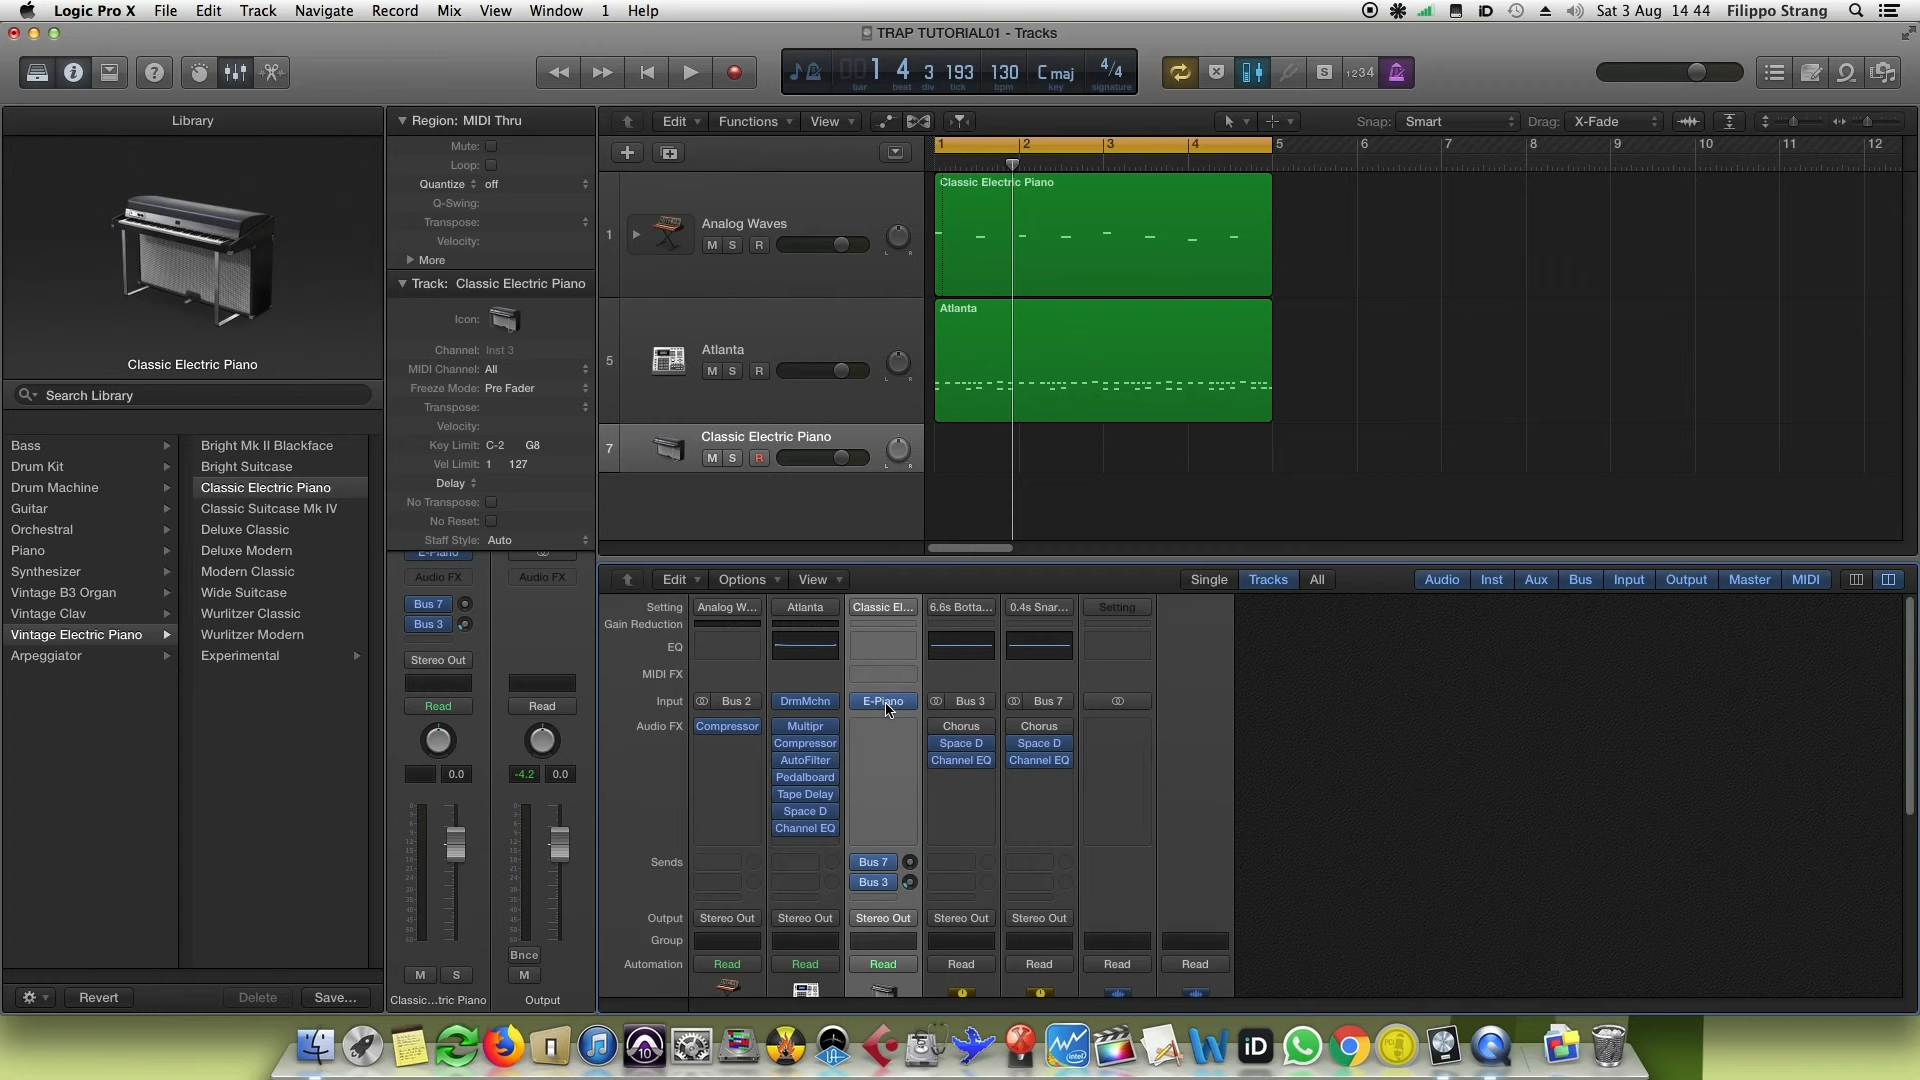 Logic Pro X File Edit Track Navigate Record Mix View Window 1 Help iD Sat 3 Aug 14 44 Filippo Strang
TRAP TUTORIAL01 - Tracks
001 4 3 193 130 C maj 4/4 S 1234
bar beat div tick bpm key signature
Library
Region: MIDI Thru
Edit Functions View Snap: Smart Drag: X-Fade
1 2 3 4 5 6 7 8 9 10 11 12
Mute:
Loop:
Quantize off
Q-Swing:
Transpose:
Velocity:
More
Track: Classic Electric Piano
Icon:
Channel: Inst 3
MIDI Channel: All
Freeze Mode: Pre Fader
Transpose:
Velocity:
Key Limit: C-2 G8
Vel Limit: 1 127
Delay
No Transpose:
No Reset:
Staff Style: Auto
Classic Electric Piano
1 Analog Waves
M S R L R
Atlanta
5 Atlanta
M S R L R
7 Classic Electric Piano
M S R L R
Classic Electric Piano
Search Library
Bass
Drum Kit
Drum Machine
Guitar
Orchestral
Piano
Synthesizer
Vintage B3 Organ
Vintage Clav
Vintage Electric Piano
Arpeggiator
Bright Mk II Blackface
Bright Suitcase
Classic Electric Piano
Classic Suitcase Mk IV
Deluxe Classic
Deluxe Modern
Modern Classic
Wide Suitcase
Wurlitzer Classic
Wurlitzer Modern
Experimental
Revert Delete Save...
E-Piano
Audio FX Audio FX
Bus 7
Bus 3
Stereo Out
Read Read
0.0 -4.2 0.0
Bnce
M S M
Classic...tric Piano Output
Edit Options View Single Tracks All Audio Inst Aux Bus Input Output Master MIDI
Setting Analog W... Atlanta Classic El... 6.6s Botta... 0.4s Snar... Setting
Gain Reduction
EQ
MIDI FX
Input Bus 2 DrmMchn E-Piano Bus 3 Bus 7
Audio FX Compressor Multipr Chorus Chorus
Compressor Space D Space D
AutoFilter Channel EQ Channel EQ
Pedalboard
Tape Delay
Space D
Channel EQ
Sends Bus 7
Bus 3
Output Stereo Out Stereo Out Stereo Out Stereo Out Stereo Out
Group
Automation Read Read Read Read Read Read Read
10 intel W iD